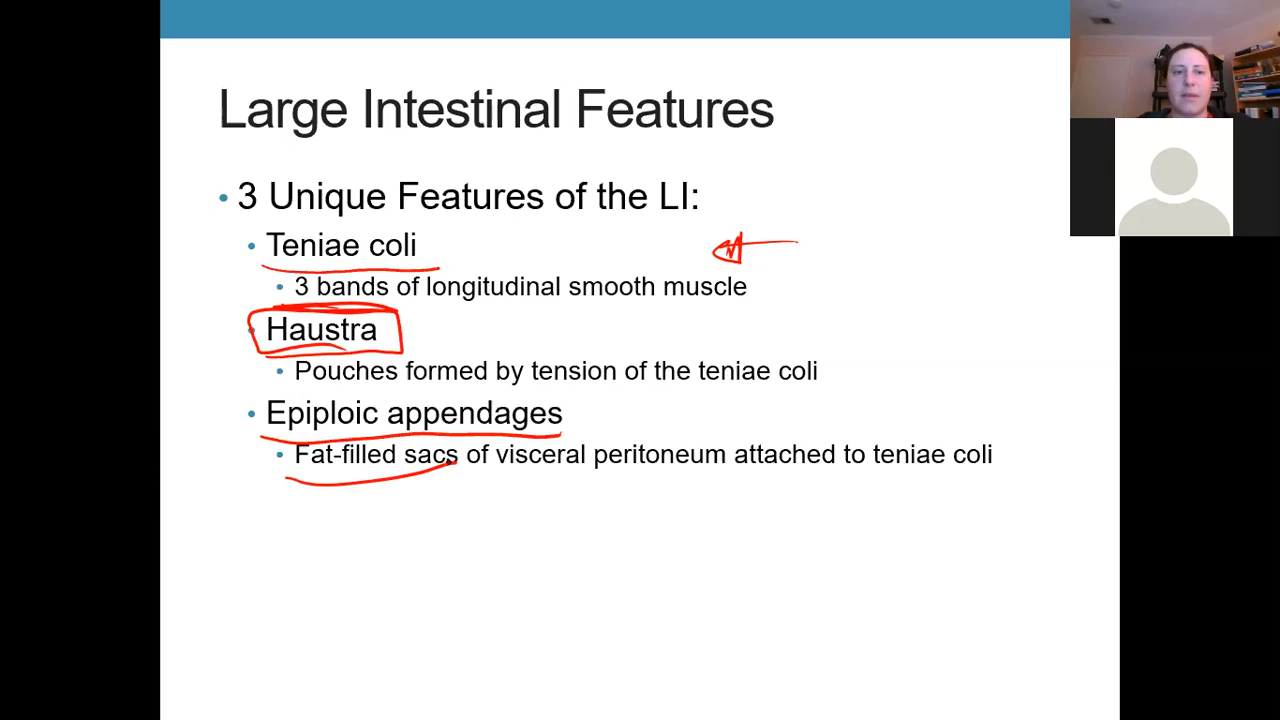 Large Intestinal Features
• 3 Unique Features of the LI:
• Teniae coli
• 3 bands of longitudinal smooth muscle
• Haustra
• Pouches formed by tension of the teniae coli
• Epiploic appendages
• Fat-filled sacs of visceral peritoneum attached to teniae coli